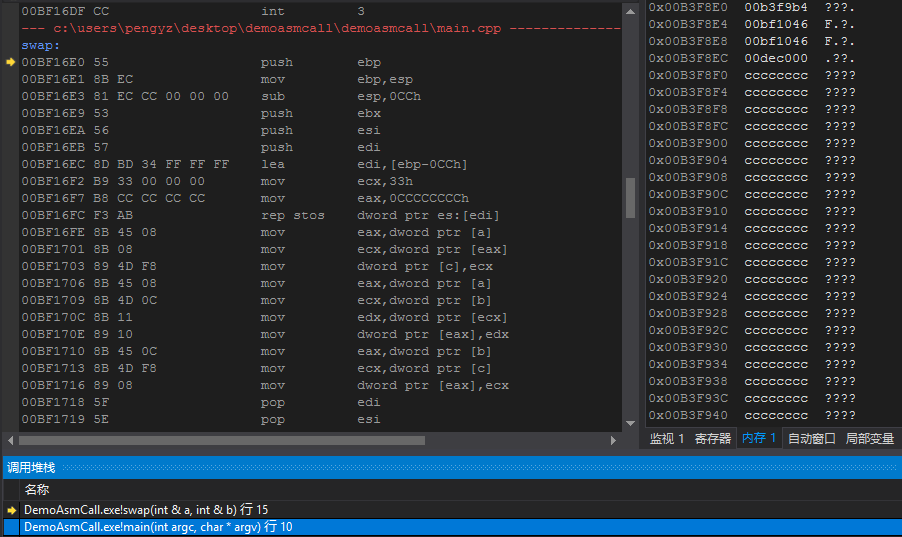 00BF16DF CC int 3
--- c:\users\pengyz\desktop\demoasmcall\demoasmcall\main.cpp --------------
swap:
00BF16E0 55 push ebp
00BF16E1 8B EC mov ebp,esp
00BF16E3 81 EC CC 00 00 00 sub esp,0CCh
00BF16E9 53 push ebx
00BF16EA 56 push esi
00BF16EB 57 push edi
00BF16EC 8D BD 34 FF FF FF lea edi,[ebp-0CCh]
00BF16F2 B9 33 00 00 00 mov ecx,33h
00BF16F7 B8 CC CC CC CC mov eax,0CCCCCCCCh
00BF16FC F3 AB rep stos dword ptr es:[edi]
00BF16FE 8B 45 08 mov eax,dword ptr [a]
00BF1701 8B 08 mov ecx,dword ptr [eax]
00BF1703 89 4D F8 mov dword ptr [c],ecx
00BF1706 8B 45 08 mov eax,dword ptr [a]
00BF1709 8B 4D 0C mov ecx,dword ptr [b]
00BF170C 8B 11 mov edx,dword ptr [ecx]
00BF170E 89 10 mov dword ptr [eax],edx
00BF1710 8B 45 0C mov eax,dword ptr [b]
00BF1713 8B 4D F8 mov ecx,dword ptr [c]
00BF1716 89 08 mov dword ptr [eax],ecx
00BF1718 5F pop edi
00BF1719 5E pop esi
0x00B3F8E0 00b3f9b4 ???.
0x00B3F8E4 00bf1046 F.?.
0x00B3F8E8 00bf1046 F.?.
0x00B3F8EC 00dec000 .??.
0x00B3F8F0 cccccccc ????
0x00B3F8F4 cccccccc ????
0x00B3F8F8 cccccccc ????
0x00B3F8FC cccccccc ????
0x00B3F900 cccccccc ????
0x00B3F904 cccccccc ????
0x00B3F908 cccccccc ????
0x00B3F90C cccccccc ????
0x00B3F910 cccccccc ????
0x00B3F914 cccccccc ????
0x00B3F918 cccccccc ????
0x00B3F91C cccccccc ????
0x00B3F920 cccccccc ????
0x00B3F924 cccccccc ????
0x00B3F928 cccccccc ????
0x00B3F92C cccccccc ????
0x00B3F930 cccccccc ????
0x00B3F934 cccccccc ????
0x00B3F938 cccccccc ????
0x00B3F93C cccccccc ????
0x00B3F940 cccccccc ????
监视 1 寄存器 内存 1 自动窗口 局部变量
调用堆栈
名称
DemoAsmCall.exe!swap(int & a, int & b) 行 15
DemoAsmCall.exe!main(int argc, char * argv) 行 10